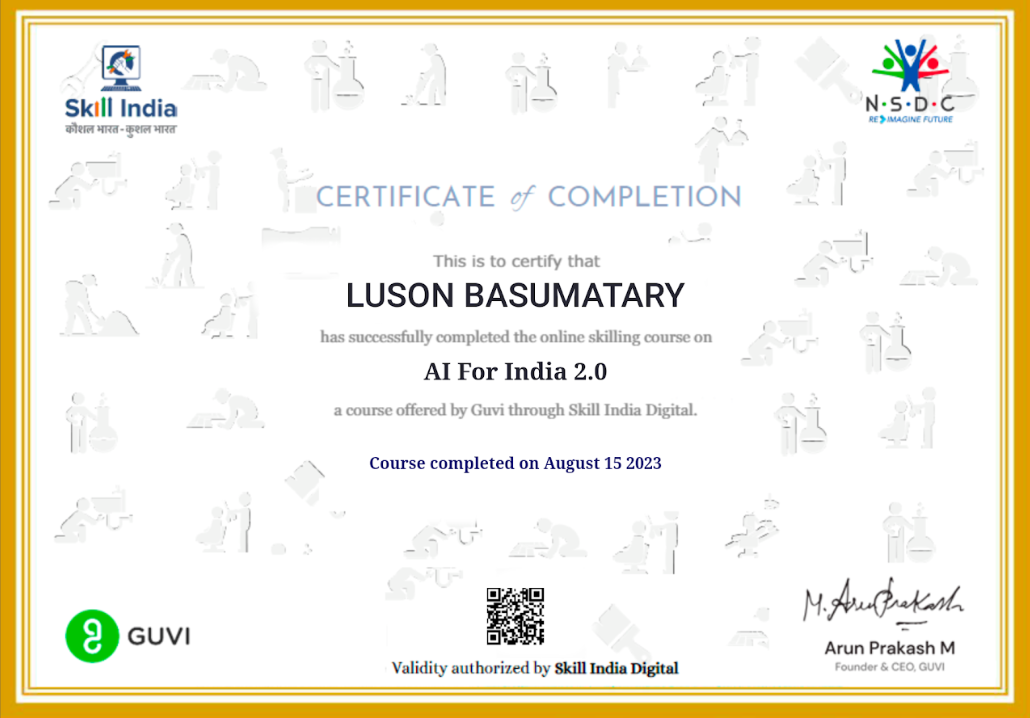 Skill India
कौशल भारत - कुशल भारत
N·S·D·C
RE IMAGINE FUTURE
CERTIFICATE of COMPLETION
This is to certify that
LUSON BASUMATARY
has successfully completed the online skilling course on
AI For India 2.0
a course offered by Guvi through Skill India Digital.
Course completed on August 15 2023
GUVI
Validity authorized by Skill India Digital
M. Arun Prakash
Arun Prakash M
Founder & CEO, GUVI